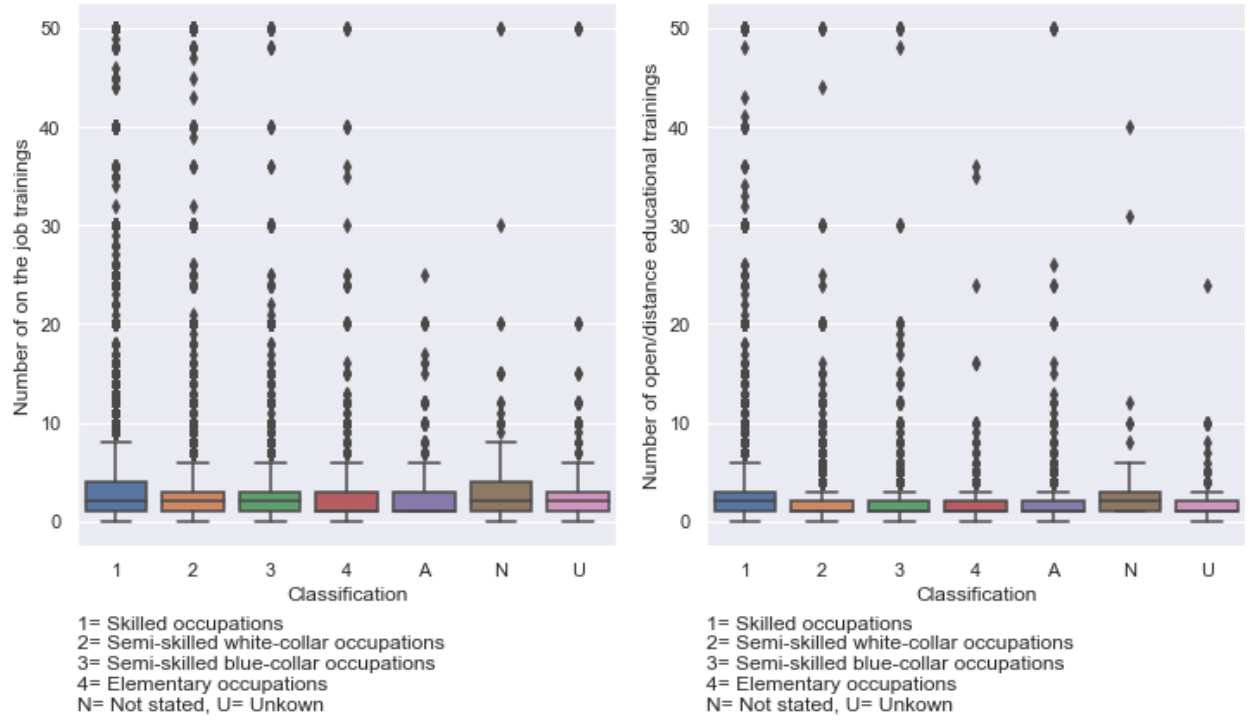 Number of on the job trainings
50
40
30
20
10
0
1 2 3 4 A N U
Classification
1= Skilled occupations
2= Semi-skilled white-collar occupations
3= Semi-skilled blue-collar occupations
4= Elementary occupations
N= Not stated, U= Unkown
Number of open/distance educational trainings
50
40
30
20
10
0
1 2 3 4 A N U
Classification
1= Skilled occupations
2= Semi-skilled white-collar occupations
3= Semi-skilled blue-collar occupations
4= Elementary occupations
N= Not stated, U= Unkown